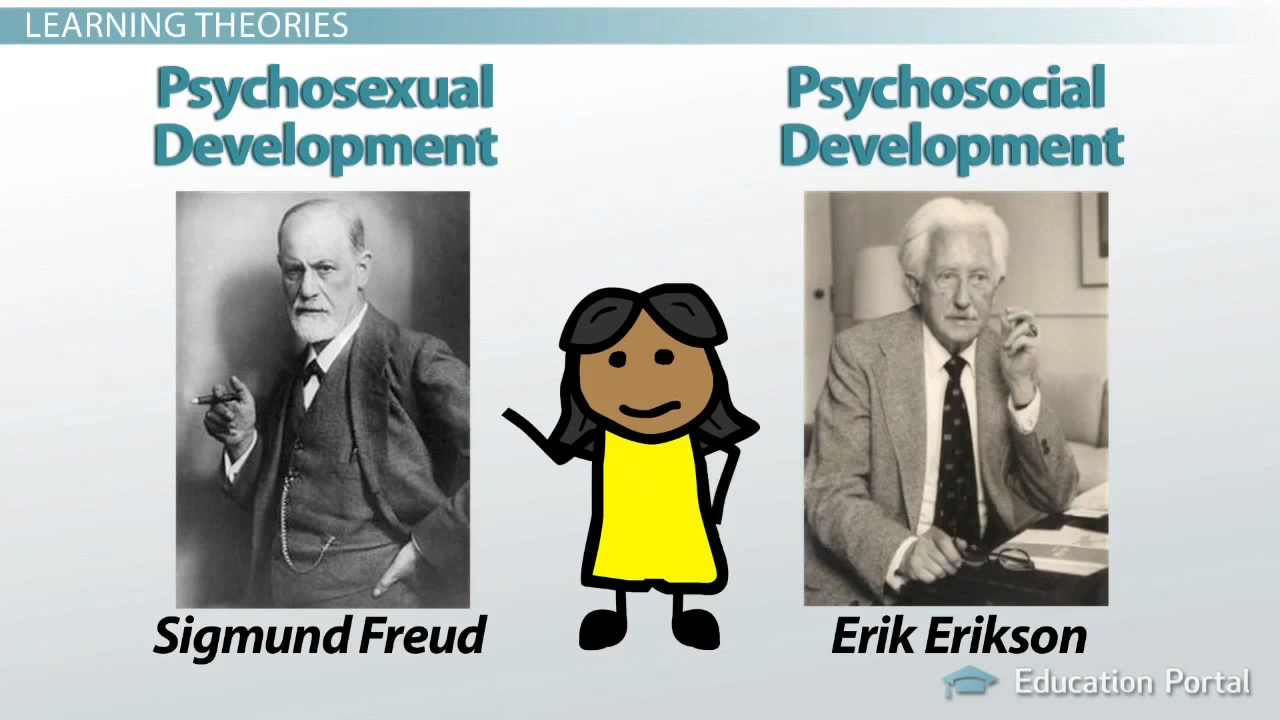 LEARNING THEORIES
Psychosexual
Development
Psychosocial
Development
Sigmund Freud
Erik Erikson
Education Portal